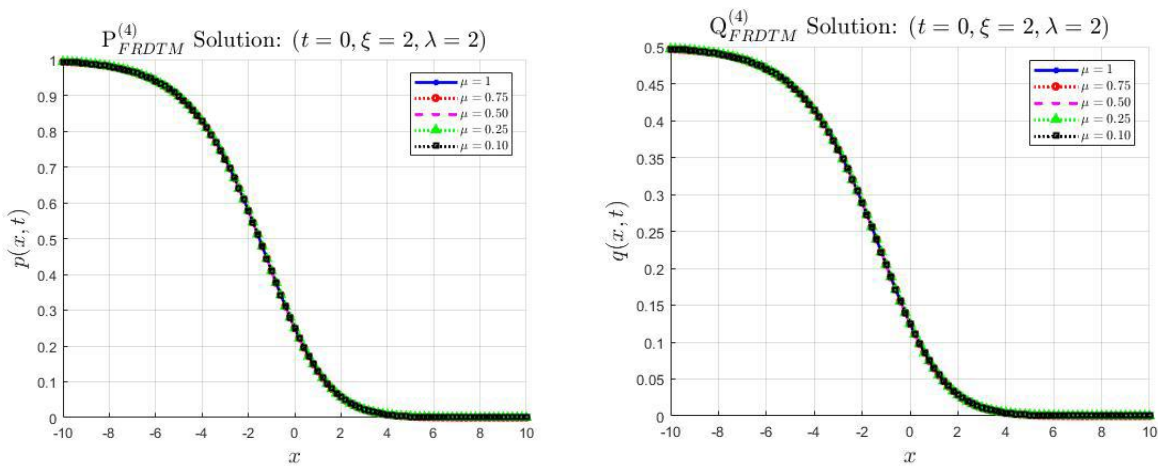 P^{(4)}_{FRDTM} Solution: (t = 0, ξ = 2, λ = 2)
1
0.9
0.8
0.7
0.6
0.5
0.4
0.3
0.2
0.1
0
p(x, t)
μ = 1
μ = 0.75
μ = 0.50
μ = 0.25
μ = 0.10
-10 -8 -6 -4 -2 0 2 4 6 8 10
x
Q^{(4)}_{FRDTM} Solution: (t = 0, ξ = 2, λ = 2)
0.5
0.45
0.4
0.35
0.3
0.25
0.2
0.15
0.1
0.05
0
q(x, t)
μ = 1
μ = 0.75
μ = 0.50
μ = 0.25
μ = 0.10
-10 -8 -6 -4 -2 0 2 4 6 8 10
x